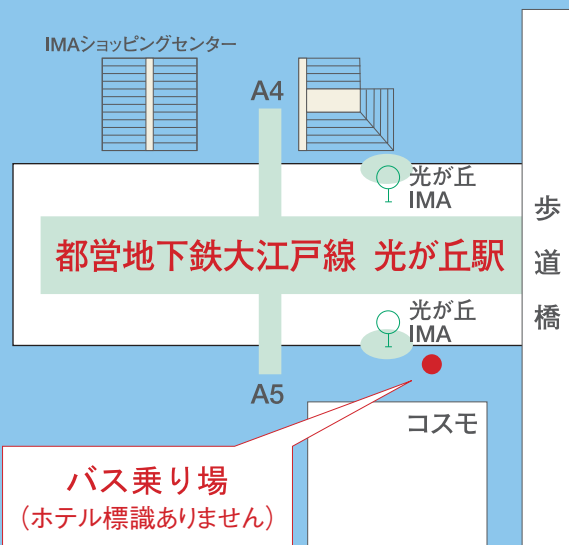 IMAショッピングセンター
A4
光が丘
IMA
歩道橋
都営地下鉄大江戸線 光が丘駅
光が丘
IMA
A5
コスモ
バス乗り場
(ホテル標識ありません)